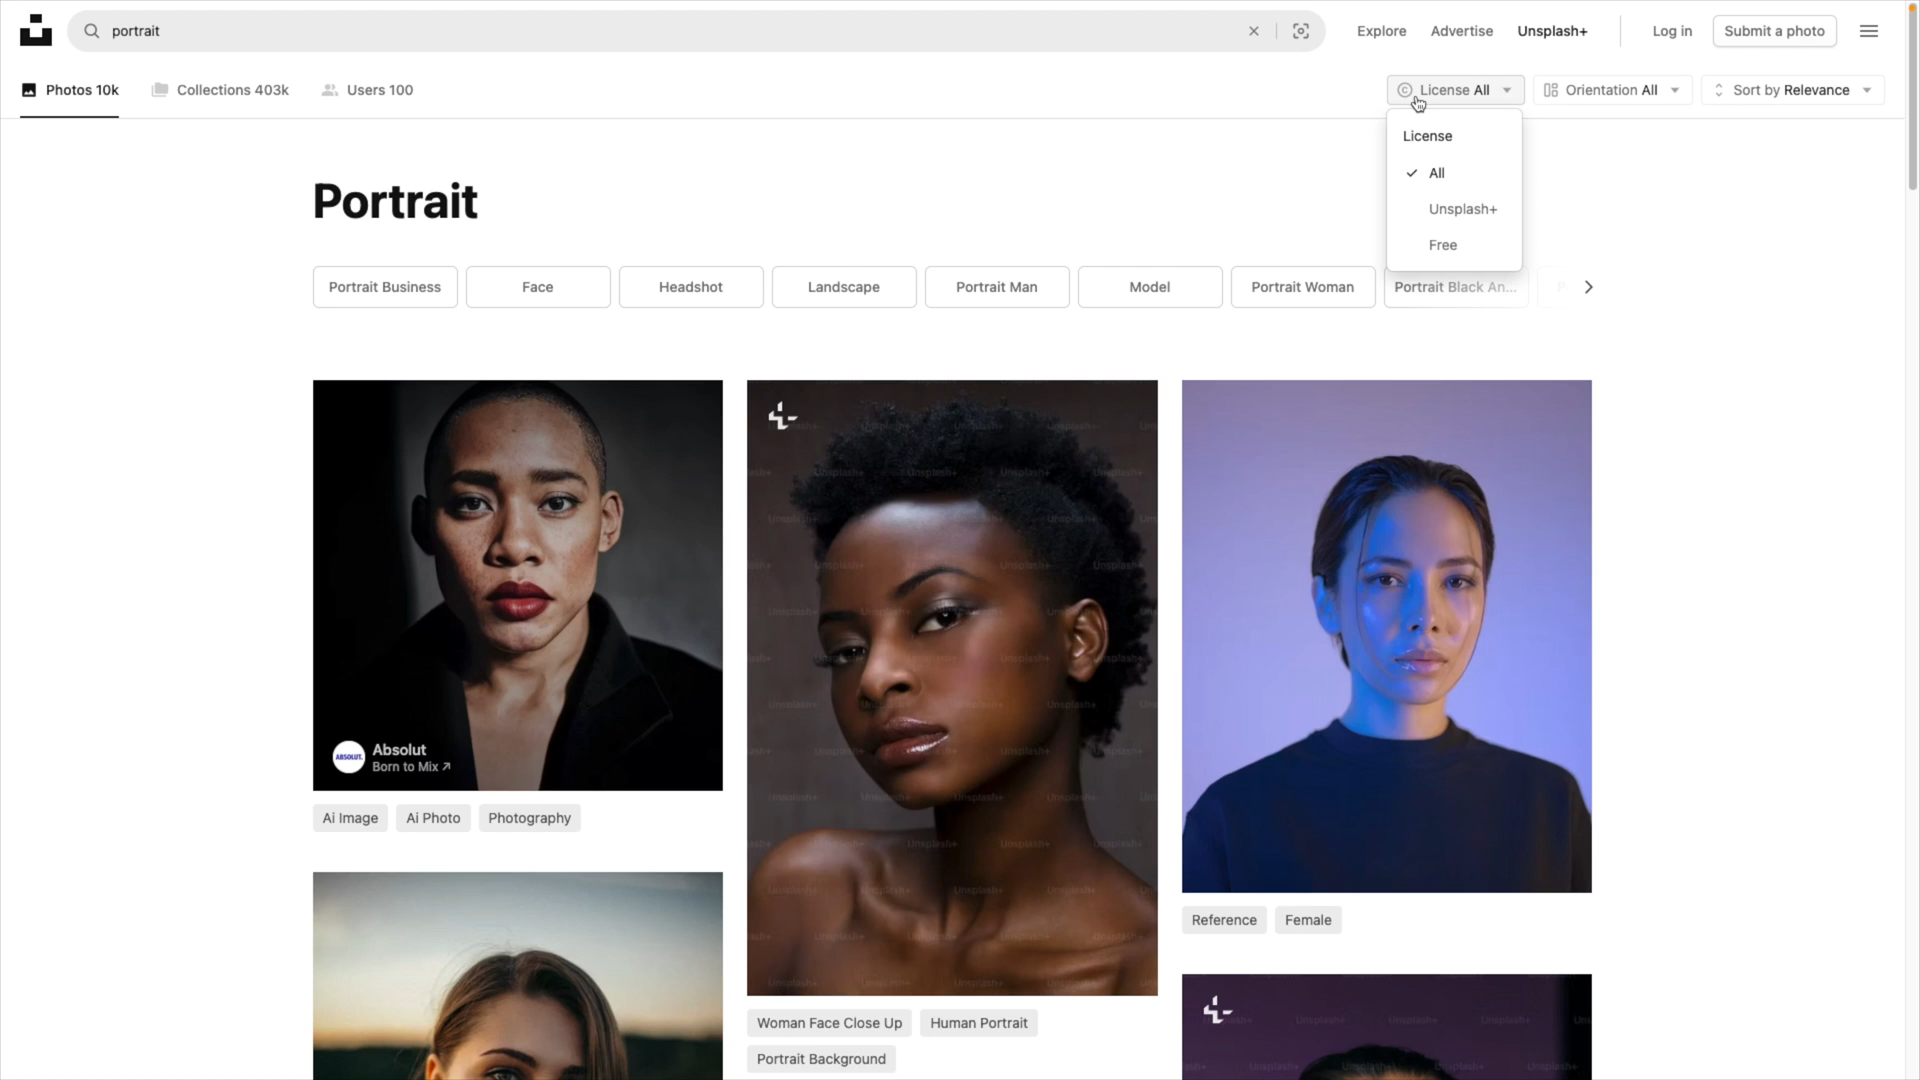 portrait
Explore
Advertise
Unsplash+
Log in
Submit a photo
Photos 10k
Collections 403k
Users 100
License All
Orientation All
Sort by Relevance
License
All
Unsplash+
Free
Portrait
Portrait Business
Face
Headshot
Landscape
Portrait Man
Model
Portrait Woman
Portrait Black An...
ABSOLUT.
Absolut
Born to Mix
Ai Image
Ai Photo
Photography
Woman Face Close Up
Human Portrait
Portrait Background
Reference
Female